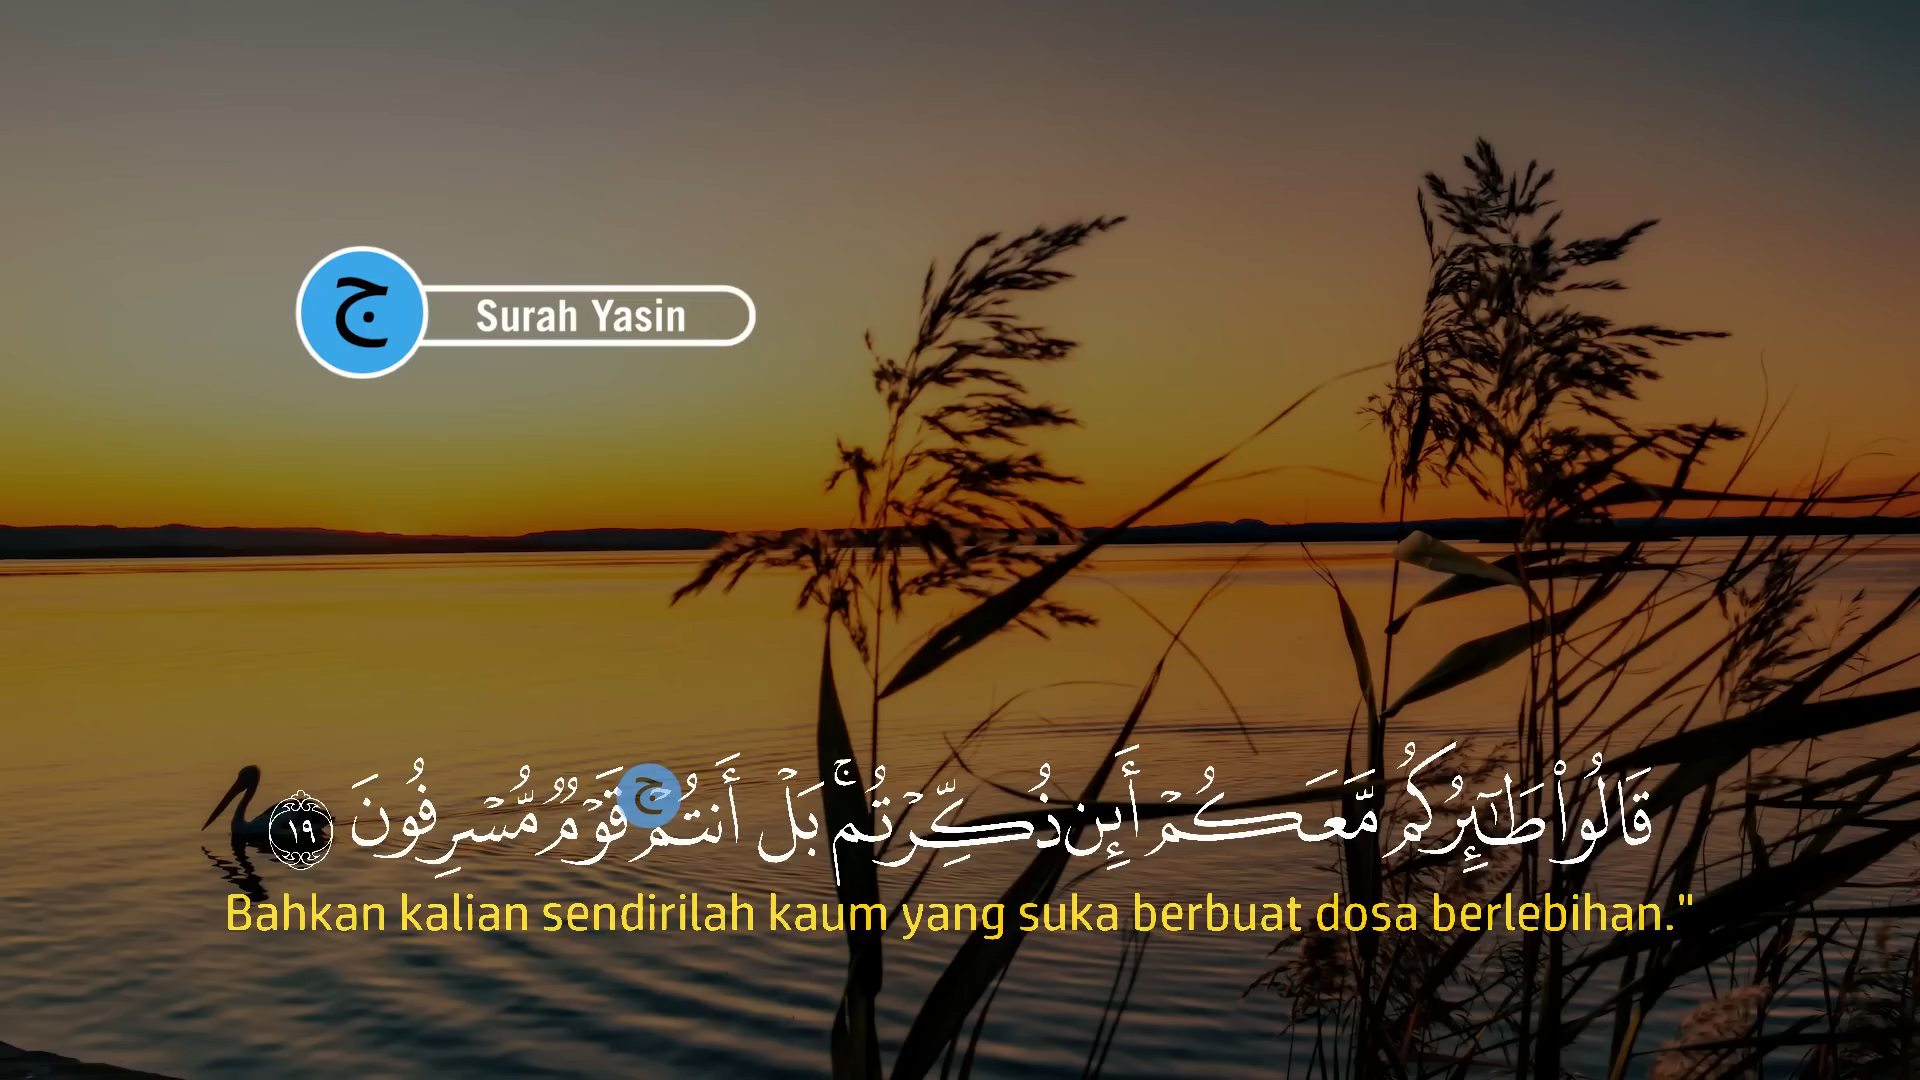 ج
Surah Yasin
قَالُوا۟ طَـٰٓئِرُكُم مَّعَكُمْ أَئِن ذُكِّرْتُم ۚ بَلْ أَنتُمْ قَوْمٌ مُّسْرِفُونَ ١٩
ج
Bahkan kalian sendirilah kaum yang suka berbuat dosa berlebihan."